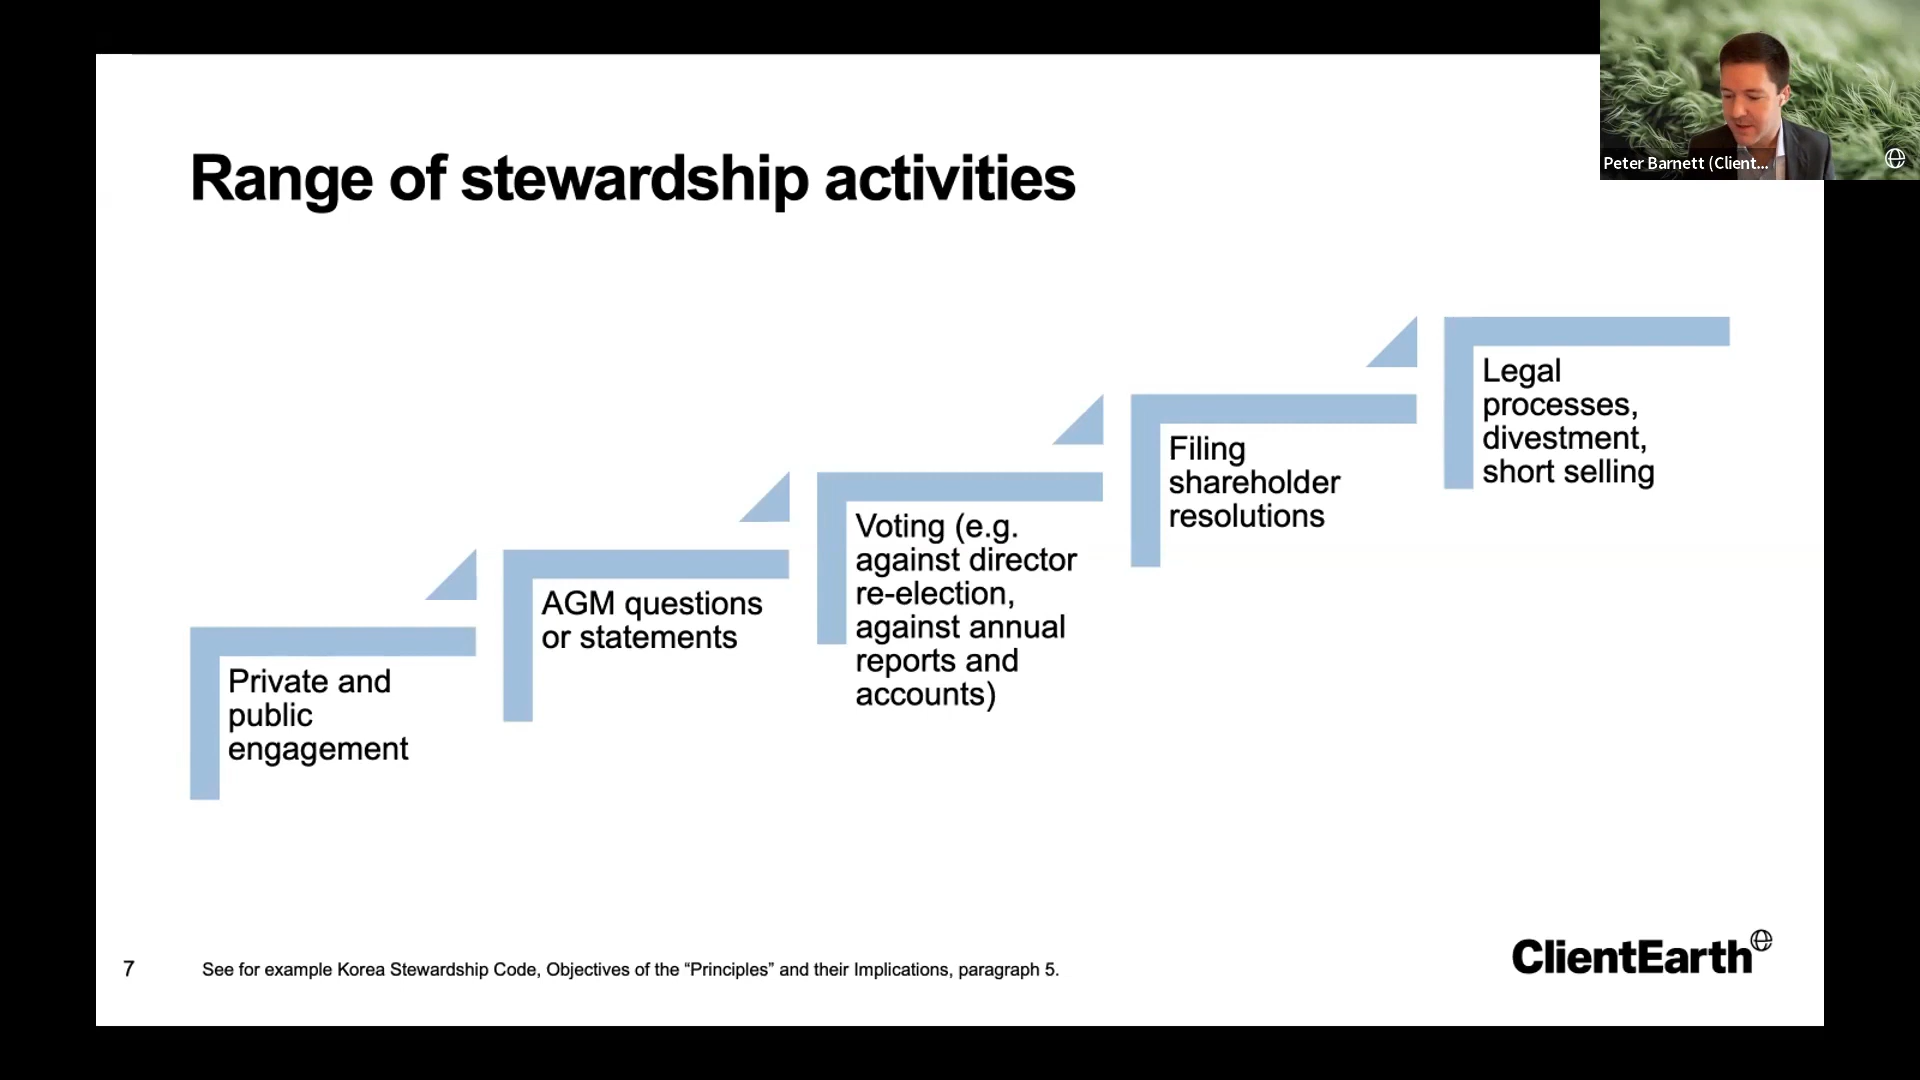 Peter Barnett (Client...
Range of stewardship activities
Private and
public
engagement
AGM questions
or statements
Voting (e.g.
against director
re-election,
against annual
reports and
accounts)
Filing
shareholder
resolutions
Legal
processes,
divestment,
short selling
7
See for example Korea Stewardship Code, Objectives of the “Principles” and their Implications, paragraph 5.
ClientEarth